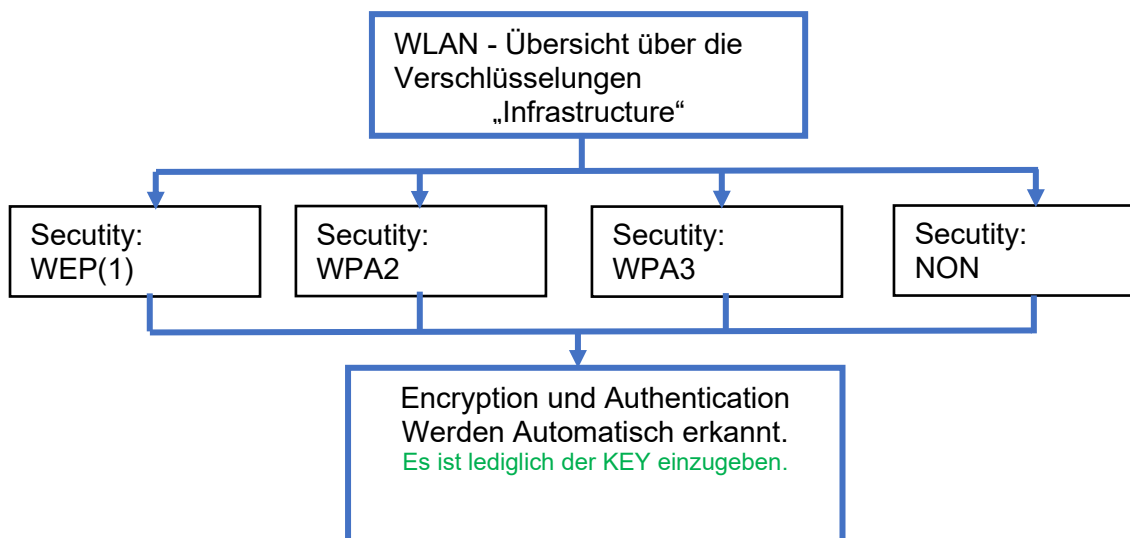 WLAN - Übersicht über die
Verschlüsselungen
„Infrastructure“
Secutity:
WEP(1)
Secutity:
WPA2
Secutity:
WPA3
Secutity:
NON
Encryption und Authentication
Werden Automatisch erkannt.
Es ist lediglich der KEY einzugeben.